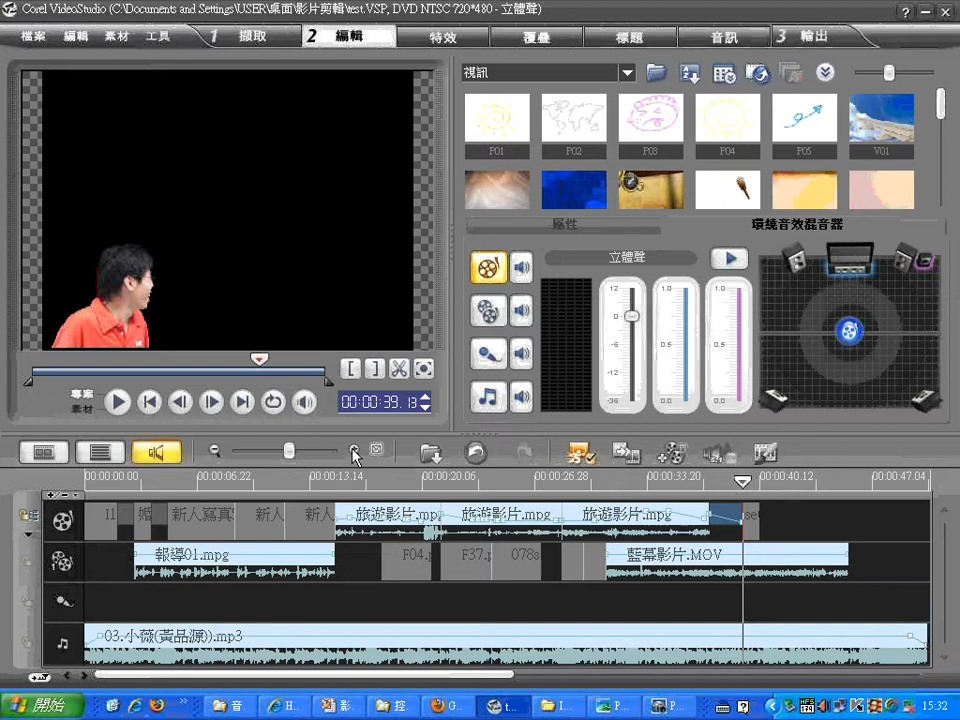 Corel VideoStudio (C:\Documents and Settings\USER\桌面\影片剪輯\test.VSP, DVD NTSC 720*480 - 立體聲)
檔案 編輯 素材 工具 1 擷取 2 編輯 特效 覆疊 標題 音訊 3 輸出
視訊
P01 P02 P03 P04 P05 V01
屬性 環繞音效混音器
立體聲
12 1.0 1.0
0
-6 0.5 0.5
-12
-36 0.0 0.0
專案
素材
00:00:39.13
00:00:00.00 00:00:06.22 00:00:13.14 00:00:20.06 00:00:26.28 00:00:33.20 00:00:40.12 00:00:47.04
I1 婚 新人寫真 新人 新人 旅遊影片.mpg 旅遊影片.mpg 旅遊影片.mpg se
報導01.mpg F04.p F37.p 078s 藍幕影片.MOV
03.小薇(黃品源)).mp3
開始 音... H... 影... 控... G... t... I... P... P... 15:32